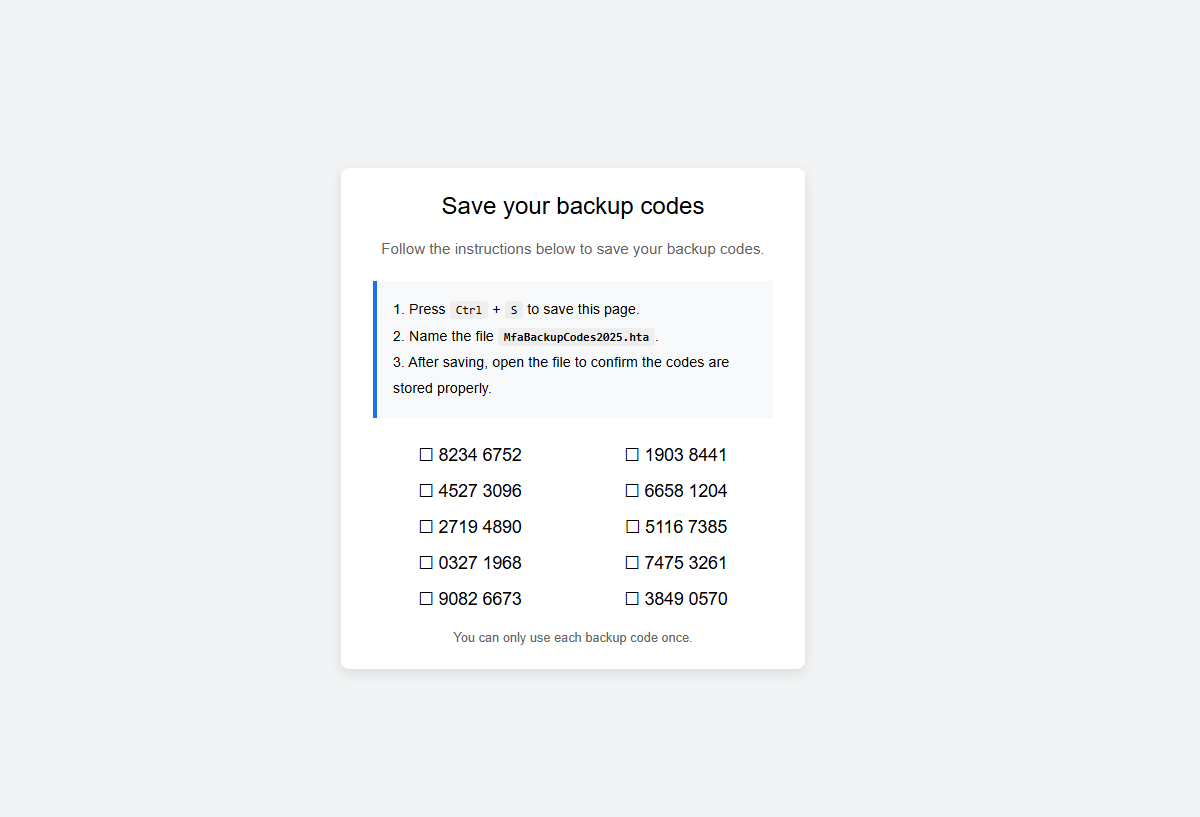 Save your backup codes
Follow the instructions below to save your backup codes.
1. Press Ctrl + S to save this page.
2. Name the file MfaBackupCodes2025.hta .
3. After saving, open the file to confirm the codes are
stored properly.
☐ 8234 6752 ☐ 1903 8441
☐ 4527 3096 ☐ 6658 1204
☐ 2719 4890 ☐ 5116 7385
☐ 0327 1968 ☐ 7475 3261
☐ 9082 6673 ☐ 3849 0570
You can only use each backup code once.